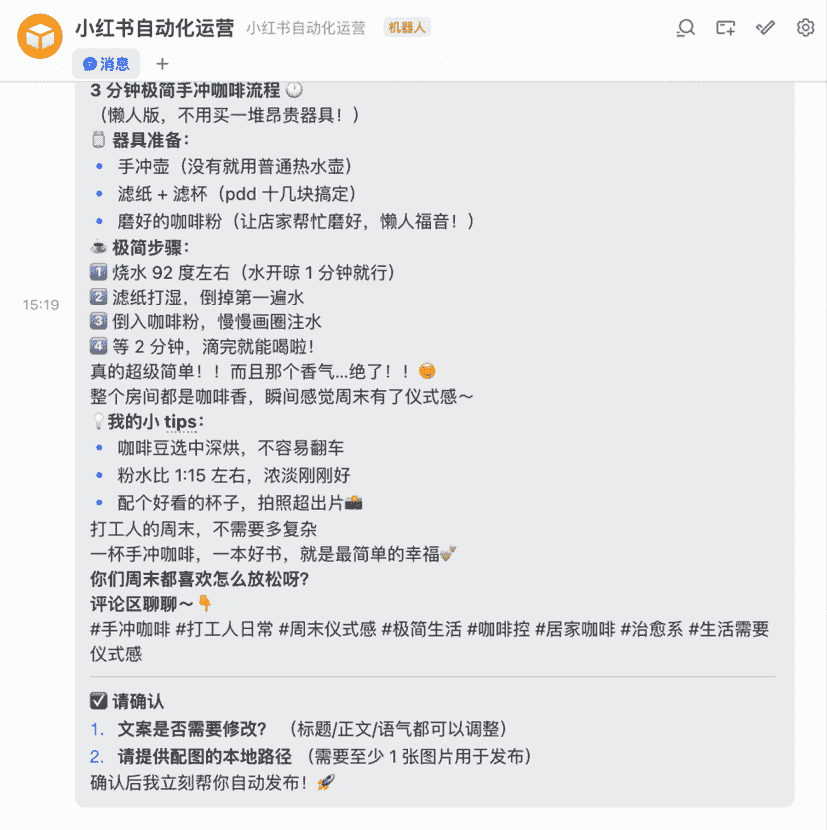 小红书自动化运营 小红书自动化运营 机器人
消息 +
3 分钟极简手冲咖啡流程 🕐
（懒人版，不用买一堆昂贵器具！）
器具准备：
• 手冲壶（没有就用普通热水壶）
• 滤纸 + 滤杯（pdd 十几块搞定）
• 磨好的咖啡粉（让店家帮忙磨好，懒人福音！）
☕ 极简步骤：
1️⃣ 烧水 92 度左右（水开晾 1 分钟就行）
2️⃣ 滤纸打湿，倒掉第一遍水
15:19
3️⃣ 倒入咖啡粉，慢慢画圈注水
4️⃣ 等 2 分钟，滴完就能喝啦！
真的超级简单！！而且那个香气...绝了！！
整个房间都是咖啡香，瞬间感觉周末有了仪式感～
💡我的小 tips：
• 咖啡豆选中深烘，不容易翻车
• 粉水比 1:15 左右，浓淡刚刚好
• 配个好看的杯子，拍照超出片📸
打工人的周末，不需要多复杂
一杯手冲咖啡，一本好书，就是最简单的幸福
你们周末都喜欢怎么放松呀？
评论区聊聊～👇
#手冲咖啡 #打工人日常 #周末仪式感 #极简生活 #咖啡控 #居家咖啡 #治愈系 #生活需要
仪式感
☑️ 请确认
1. 文案是否需要修改？（标题/正文/语气都可以调整）
2. 请提供配图的本地路径（需要至少 1 张图片用于发布）
确认后我立刻帮你自动发布！🚀